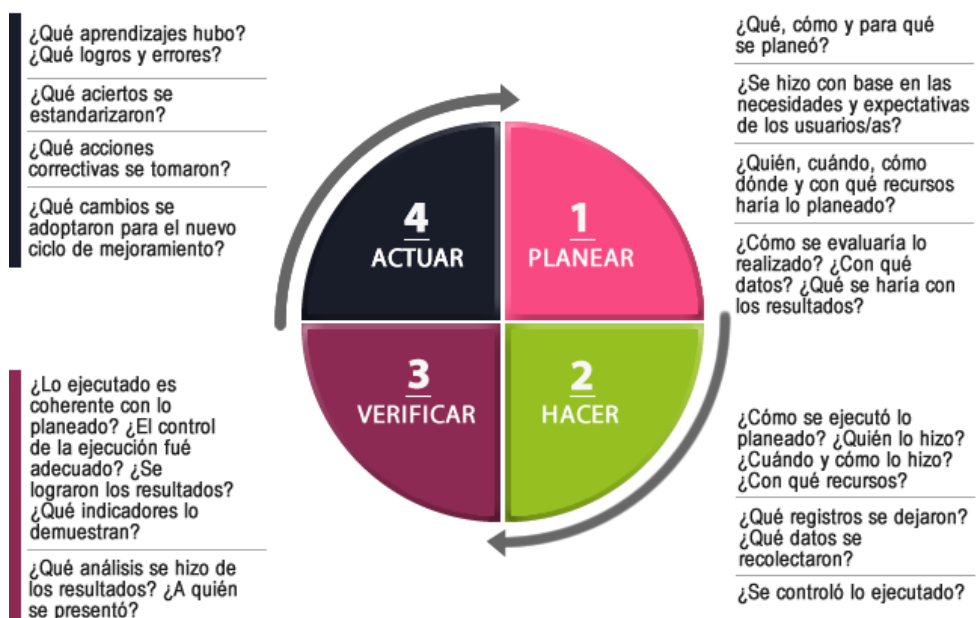 ¿Qué aprendizajes hubo?
¿Qué logros y errores?
¿Qué aciertos se
estandarizaron?
¿Qué acciones
correctivas se tomaron?
¿Qué cambios se
adoptaron para el nuevo
ciclo de mejoramiento?
4
ACTUAR
1
PLANEAR
¿Qué, cómo y para qué
se planeó?
¿Se hizo con base en las
necesidades y expectativas
de los usuarios/as?
¿Quién, cuándo, cómo
dónde y con qué recursos
haría lo planeado?
¿Cómo se evaluaría lo
realizado? ¿Con qué
datos? ¿Qué se haría con
los resultados?
¿Lo ejecutado es
coherente con lo
planeado? ¿El control
de la ejecución fué
adecuado? ¿Se
lograron los resultados?
¿Qué indicadores lo
demuestran?
¿Qué análisis se hizo de
los resultados? ¿A quién
se presentó?
3
VERIFICAR
2
HACER
¿Cómo se ejecutó lo
planeado? ¿Quién lo hizo?
¿Cuándo y cómo lo hizo?
¿Con qué recursos?
¿Qué registros se dejaron?
¿Qué datos se
recolectaron?
¿Se controló lo ejecutado?